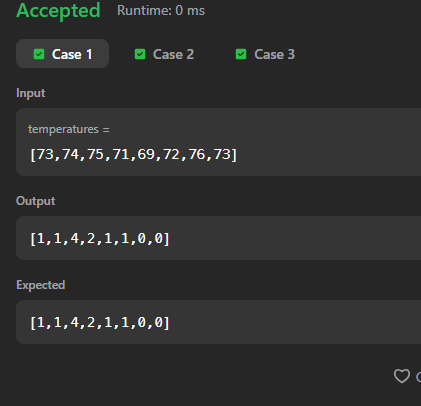 Accepted Runtime: 0 ms
Case 1 Case 2 Case 3
Input
temperatures =
[73,74,75,71,69,72,76,73]
Output
[1,1,4,2,1,1,0,0]
Expected
[1,1,4,2,1,1,0,0]